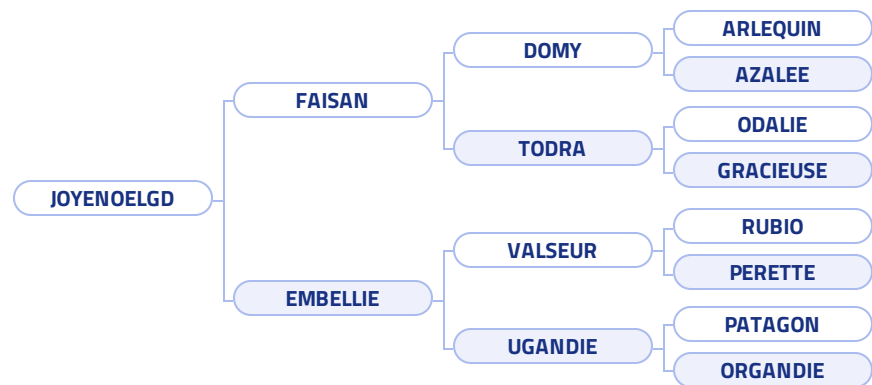 ARLEQUIN
DOMY
AZALEE
FAISAN
ODALIE
TODRA
GRACIEUSE
JOYENOELGD
RUBIO
VALSEUR
PERETTE
EMBELLIE
PATAGON
UGANDIE
ORGANDIE